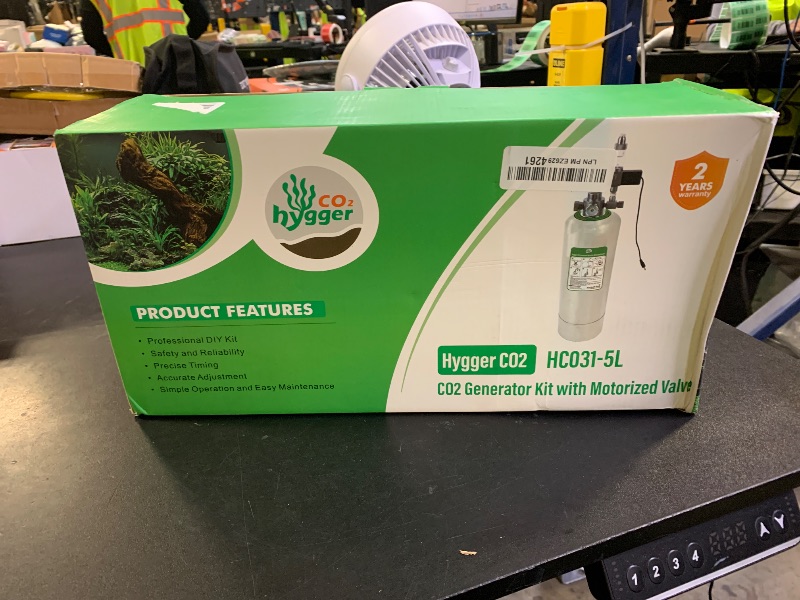 CO2
hygger
PRODUCT FEATURES
• Professional DIY Kit
• Safety and Reliability
• Precise Timing
• Accurate Adjustment
• Simple Operation and Easy Maintenance
LPN PM EZ629 4261
2
YEARS
warranty
Hygger CO2 HC031-5L
CO2 Generator Kit with Motorized Valve
1 2 3 4